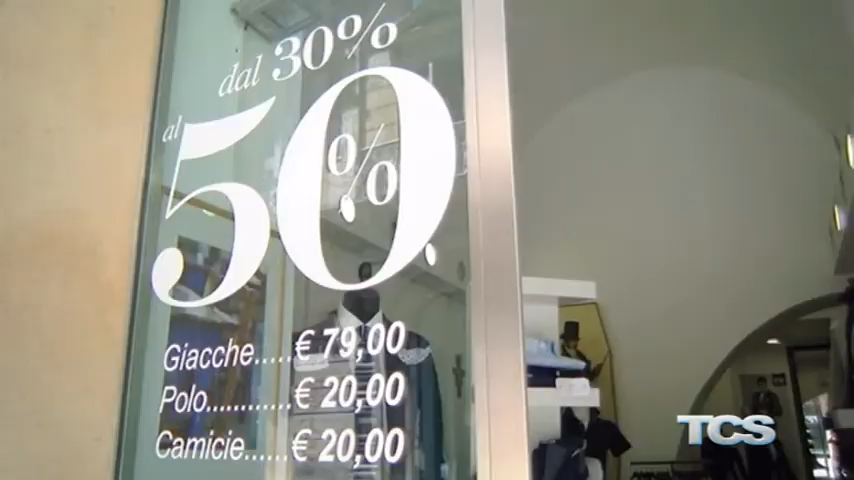 dal 30%
al 50%
Giacche.....€ 79,00
Polo............€ 20,00
Camicie......€ 20,00
TCS